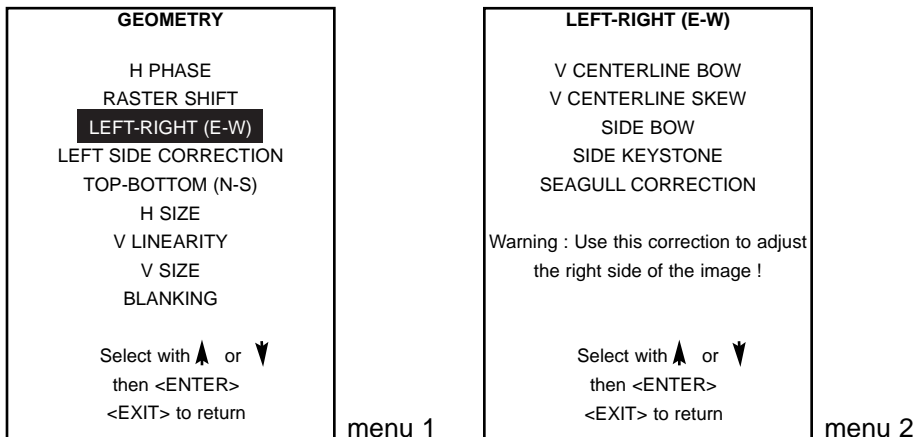 GEOMETRY
H PHASE
RASTER SHIFT
LEFT-RIGHT (E-W)
LEFT SIDE CORRECTION
TOP-BOTTOM (N-S)
H SIZE
V LINEARITY
V SIZE
BLANKING
Select with or
then <ENTER>
<EXIT> to return
menu 1
LEFT-RIGHT (E-W)
V CENTERLINE BOW
V CENTERLINE SKEW
SIDE BOW
SIDE KEYSTONE
SEAGULL CORRECTION
Warning : Use this correction to adjust
the right side of the image !
Select with or
then <ENTER>
<EXIT> to return
menu 2